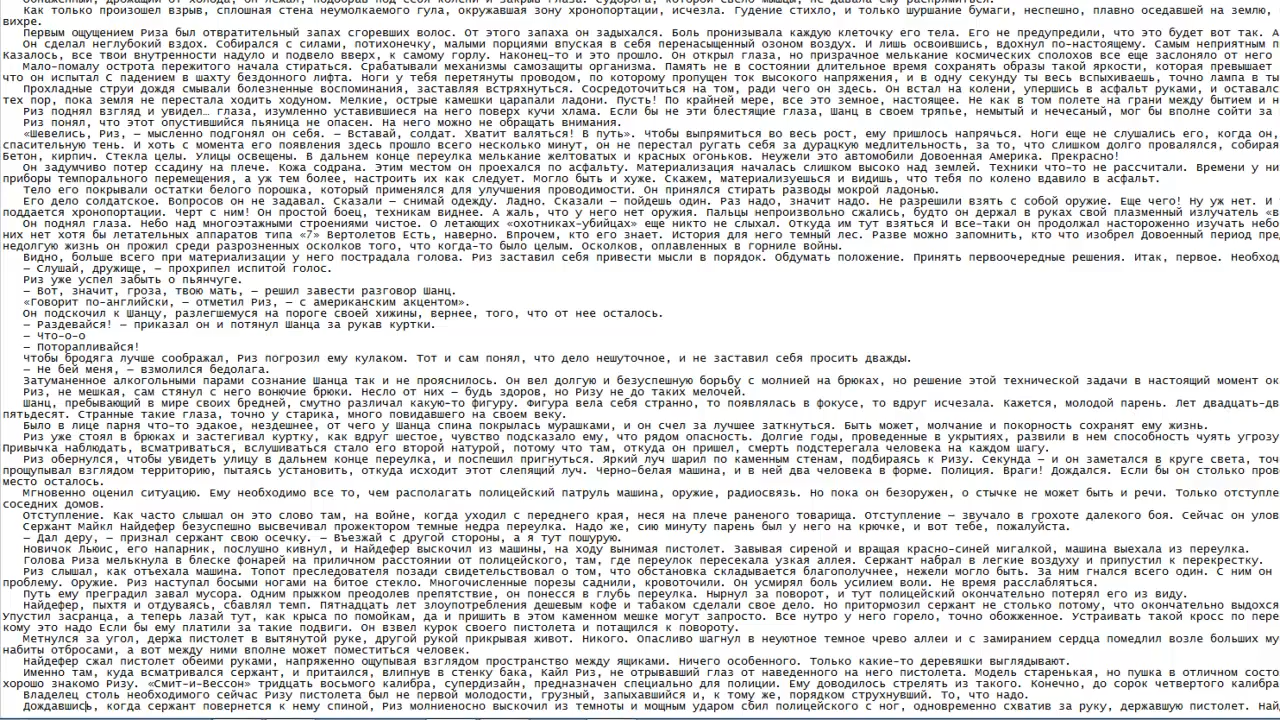 Как только произошел взрыв, сплошная стена неумолкаемого гула, окружавшая зону хронопортации, исчезла. Гудение стихло, и только шуршание бумаги, неспешно, плавно оседавшей на землю,
вихре.
Первым ощущением Риза был отвратительный запах сгоревших волос. От этого запаха он задыхался. Боль пронизывала каждую клеточку его тела. Его не предупредили, что это будет вот так. А
Он сделал неглубокий вздох. Собирался с силами, потихонечку, малыми порциями впуская в себя перенасыщенный озоном воздух. И лишь освоившись, вдохнул по-настоящему. Самым неприятным п
Казалось, все твои внутренности надуло и подвело вверх, к самому горлу. Наконец-то и это прошло. Он открыл глаза, но призрачное мелькание космических сполохов все еще заслоняло от него
Мало-помалу острота пережитого начала стираться. Срабатывали механизмы самозащиты организма. Память не в состоянии длительное время сохранять образы такой яркости, которая превышает
что он испытал С падением в шахту бездонного лифта. Ноги у тебя перетянуты проводом, по которому пропущен ток высокого напряжения, и в одну секунду ты весь вспыхиваешь, точно лампа в ты
Прохладные струи дождя смывали болезненные воспоминания, заставляя встряхнуться. Сосредоточиться на том, ради чего он здесь. Он встал на колени, упершись в асфальт руками, и оставалс
тех пор, пока земля не перестала ходить ходуном. Мелкие, острые камешки царапали ладони. Пусть! По крайней мере, все это земное, настоящее. Не как в том полете на грани между бытием и н
Риз поднял взгляд и увидел… глаза, изумленно уставившиеся на него поверх кучи хлама. Если бы не эти блестящие глаза, Шанц в своем тряпье, немытый и нечесаный, мог бы вполне сойти за
Риз понял, что этот опустившийся пьяница не опасен. На него можно не обращать внимания.
«Шевелись, Риз, – мысленно подгонял он себя. – Вставай, солдат. Хватит валяться! В путь». Чтобы выпрямиться во весь рост, ему пришлось напрячься. Ноги еще не слушались его, когда он,
спасительную тень. И хоть с момента его появления здесь прошло всего несколько минут, он не перестал ругать себя за дурацкую медлительность, за то, что слишком долго провалялся, собирая
Бетон, кирпич. Стекла целы. Улицы освещены. В дальнем конце переулка мелькание желтоватых и красных огоньков. Неужели это автомобили Довоенная Америка. Прекрасно!
Он задумчиво потер ссадину на плече. Кожа содрана. Этим местом он проехался по асфальту. Материализация началась слишком высоко над землей. Техники что-то не рассчитали. Времени у ни
приборы темпорального перемещения, а уж тем более, настроить их как следует. Могло быть и хуже. Скажем, материализуешься и видишь, что тебя по колено вдавило в асфальт.
Тело его покрывали остатки белого порошка, который применялся для улучшения проводимости. Он принялся стирать разводы мокрой ладонью.
Его дело солдатское. Вопросов он не задавал. Сказали – снимай одежду. Ладно. Сказали – пойдешь один. Раз надо, значит надо. Не разрешили взять с собой оружие. Еще чего! Ну уж нет. И
поддается хронопортации. Черт с ним! Он простой боец, техникам виднее. А жаль, что у него нет оружия. Пальцы непроизвольно сжались, будто он держал в руках свой плазменный излучатель «В
Он поднял глаза. Небо над многоэтажными строениями чистое. О летающих «охотниках-убийцах» еще никто не слыхал. Откуда им тут взяться И все-таки он продолжал настороженно изучать небо
них нет хотя бы летательных аппаратов типа «7» Вертолетов Есть, наверно. Впрочем, кто его знает. История для него темный лес. Разве можно запомнить, кто что изобрел Довоенный период пре
недолгую жизнь он прожил среди разрозненных Осколков того, что когда-то было целым. Осколков, оплавленных в горниле войны.
Видно, больше всего при материализации у него пострадала голова. Риз заставил себя привести мысли в порядок. Обдумать положение. Принять первоочередные решения. Итак, первое. Необход
– Слушай, дружище, – прохрипел испитой голос.
Риз уже успел забыть о пьянчуге.
– Вот, значит, гроза, твою мать, – решил завести разговор Шанц.
«Говорит по-английски, – отметил Риз, – с американским акцентом».
Он подскочил к Шанцу, разлегшемуся на пороге своей хижины, вернее, того, что от нее осталось.
– Раздевайся! – приказал он и потянул Шанца за рукав куртки.
– Что-о-о
– Поторапливайся!
Чтобы бродяга лучше соображал, Риз погрозил ему кулаком. Тот и сам понял, что дело нешуточное, и не заставил себя просить дважды.
– Не бей меня, – взмолился бедолага.
Затуманенное алкогольными парами сознание Шанца так и не прояснилось. Он вел долгую и безуспешную борьбу с молнией на брюках, но решение этой технической задачи в настоящий момент ок
Риз, не мешкая, сам стянул с него вонючие брюки. Несло от них – будь здоров, но Ризу не до таких мелочей.
Шанц, пребывающий в мире своих бредней, смутно различал какую-то фигуру. Фигура вела себя странно, то появлялась в фокусе, то вдруг исчезала. Кажется, молодой парень. Лет двадцать-дв
пятьдесят. Странные такие глаза, точно у старика, много повидавшего на своем веку.
Было в лице парня что-то эдакое, нездешнее, от чего у Шанца спина покрылась мурашками, и он счел за лучшее заткнуться. Быть может, молчание и покорность сохранят ему жизнь.
Риз уже стоял в брюках и застегивал куртку, как вдруг шестое, чувство подсказало ему, что рядом опасность. Долгие годы, проведенные в укрытиях, развили в нем способность чуять угрозу
Привычка наблюдать, всматриваться, вслушиваться стало его второй натурой, потому что там, откуда он пришел, смерть подстерегала человека на каждом шагу.
Риз обернулся, чтобы увидеть улицу в дальнем конце переулка, и поспешил пригнуться. Яркий луч шарил по каменным стенам, подбираясь к Ризу. Секунда – и он заметался в круге света, точ
прощупывал взглядом территорию, пытаясь установить, откуда исходит этот слепящий луч. Черно-белая машина, и в ней два человека в форме. Полиция. Враги! Дождался. Если бы он столько пров
место осталось.
Мгновенно оценил ситуацию. Ему необходимо все то, чем располагать полицейский патруль машина, оружие, радиосвязь. Но пока он безоружен, о стычке не может быть и речи. Только отступле
соседних домов.
Отступление. Как часто слышал он это слово там, на войне, когда уходил с переднего края, неся на плече раненого товарища. Отступление – звучало в грохоте далекого боя. Сейчас он улов
Сержант Майкл Найдефер безуспешно высвечивал прожектором темные недра переулка. Надо же, сию минуту парень был у него на крючке, и вот тебе, пожалуйста.
– Дал деру, – признал сержант свою осечку. – Въезжай с другой стороны, а я тут пошурую.
Новичок Льюис, его напарник, послушно кивнул, и Найдефер выскочил из машины, на ходу вынимая пистолет. Завывая сиреной и вращая красно-синей мигалкой, машина выехала из переулка.
Голова Риза мелькнула в блеске фонарей на приличном расстоянии от полицейского, там, где переулок пересекала узкая аллея. Сержант набрал в легкие воздуху и припустил к перекрестку.
Риз слышал, как отъехала машина. Топот преследователя позади свидетельствовал о том, что обстановка складывается благополучнее, нежели могло быть. За ним гнался всего один. С ним он
проблему. Оружие. Риз наступал босыми ногами на битое стекло. Многочисленные порезы саднили, кровоточили. Он усмирял боль усилием воли. Не время расслабляться.
Путь ему преградил завал мусора. Одним прыжком преодолев препятствие, он понесся в глубь переулка. Нырнул за поворот, и тут полицейский окончательно потерял его из виду.
Найдефер, пыхтя и отдуваясь, сбавлял темп. Пятнадцать лет злоупотребления дешевым кофе и табаком сделали свое дело. Но притормозил сержант не столько потому, что окончательно выдохся
Упустил засранца, а теперь лазай тут, как крыса по помойкам, да и пришить в этом каменном мешке могут запросто. Все нутро у него горело, точно обожженное. Устраивать такой кросс по пере
кому это надо Если бы ему платили за такие подвиги. Он взвел курок своего пистолета и потащился к повороту.
Метнулся за угол, держа пистолет в вытянутой руке, другой рукой прикрывая живот. Никого. Опасливо шагнул в неуютное темное чрево аллеи и с замиранием сердца помедлил возле больших му
набиты отбросами, а вот между ними вполне может поместиться человек.
Найдефер сжал пистолет обеими руками, напряженно ощупывая взглядом пространство между ящиками. Ничего особенного. Только какие-то деревяшки выглядывают.
Именно там, куда всматривался сержант, и притаился, влипнув в стенку бака, Кайл Риз, не отрывавший глаз от наведенного на него пистолета. Модель старенькая, но пушка в отличном состо
хорошо знакомо Ризу. «Смит-и-Вессон» тридцать восьмого калибра, супердизайн, предназначен специально для полиции. Ему доводилось стрелять из такого. Конечно, до сорок четвертого калибра
Владелец столь необходимого сейчас Ризу пистолета был не первой молодости, грузный, запыхавшийся и, к тому же, порядком струхнувший. То, что надо.
Дождавшись, когда сержант повернется к нему спиной, Риз молниеносно выскочил из темноты и мощным ударом сбил полицейского с ног, одновременно схватив за руку, державшую пистолет. Най